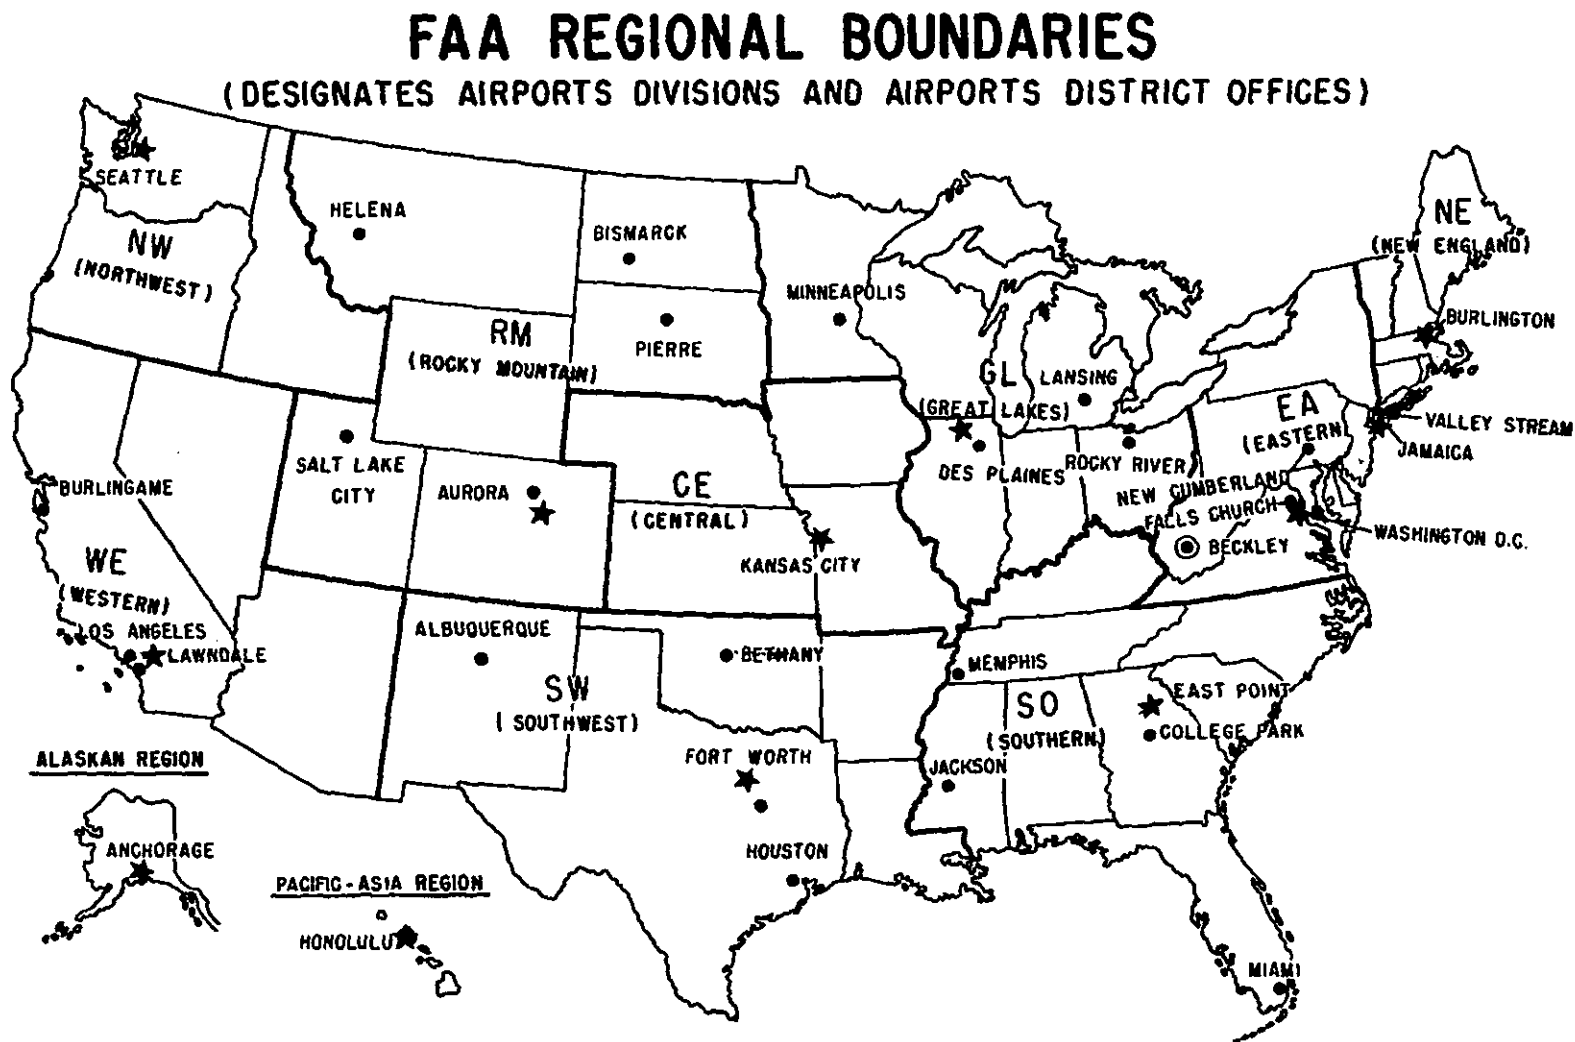 FAA REGIONAL BOUNDARIES
(DESIGNATES AIRPORTS DIVISIONS AND AIRPORTS DISTRICT OFFICES)
SEATTLE
NW
(NORTHWEST)
HELENA
BISMARCK
MINNEAPOLIS
NE
(NEW ENGLAND)
BURLINGTON
RM
(ROCKY MOUNTAIN)
PIERRE
GL
LANSING
(GREAT LAKES)
EA
(EASTERN)
VALLEY STREAM
JAMAICA
SALT LAKE
CITY
AURORA
CE
(CENTRAL)
DES PLAINES
ROCKY RIVER
NEW CUMBERLAND
FALLS CHURCH
WASHINGTON D.C.
BECKLEY
BURLINGAME
KANSAS CITY
WE
(WESTERN)
LOS ANGELES
LAWNDALE
ALBUQUERQUE
BETHANY
MEMPHIS
SW
(SOUTHWEST)
SO
(SOUTHERN)
EAST POINT
COLLEGE PARK
FORT WORTH
JACKSON
HOUSTON
MIAMI
ALASKAN REGION
ANCHORAGE
PACIFIC-ASIA REGION
HONOLULU